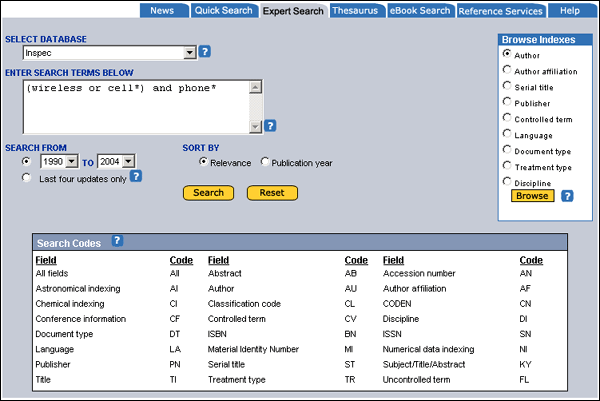 News Quick Search Expert Search Thesaurus eBook Search Reference Services Help
SELECT DATABASE
Inspec ?
ENTER SEARCH TERMS BELOW
(wireless or cell*) and phone*
?
SEARCH FROM
1990 TO 2004
Last four updates only ?
SORT BY
Relevance Publication year
Search Reset
Browse Indexes
Author
Author affiliation
Serial title
Publisher
Controlled term
Language
Document type
Treatment type
Discipline
Browse ?
Search Codes ?
Field Code Field Code Field Code
All fields All Abstract AB Accession number AN
Astronomical indexing AI Author AU Author affiliation AF
Chemical indexing CI Classification code CL CODEN CN
Conference information CF Controlled term CV Discipline DI
Document type DT ISBN BN ISSN SN
Language LA Material Identity Number MI Numerical data indexing NI
Publisher PN Serial title ST Subject/Title/Abstract KY
Title TI Treatment type TR Uncontrolled term FL